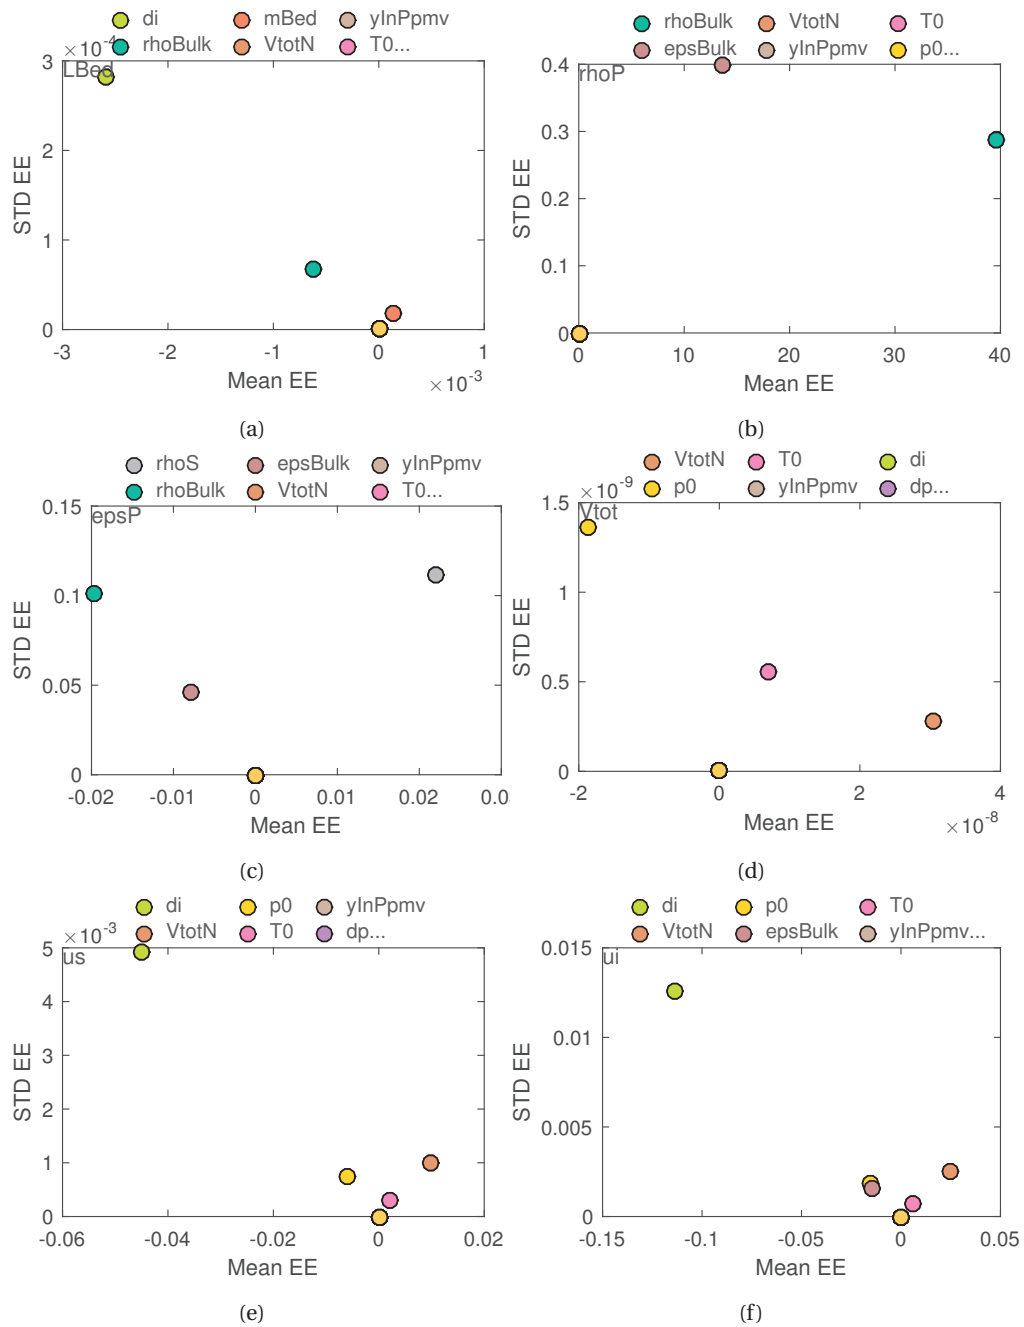 di mBed yInPpmv
rhoBulk VtotN T0...
×10-4
LBed
3
2
1
0
STD EE
-3 -2 -1 0 1
Mean EE
×10-3
(a)
rhoBulk VtotN T0
epsBulk yInPpmv p0...
rhoP
0.4
0.3
0.2
0.1
0
STD EE
0 10 20 30 40
Mean EE
(b)
rhoS epsBulk yInPpmv
rhoBulk VtotN T0...
epsP
0.15
0.1
0.05
0
STD EE
-0.02 -0.01 0 0.01 0.02 0.0
Mean EE
(c)
VtotN T0 di
p0 yInPpmv dp...
×10-9
Vtot
1.5
1
0.5
0
STD EE
-2 0 2 4
Mean EE
×10-8
(d)
di p0 yInPpmv
VtotN T0 dp...
×10-3
us
5
4
3
2
1
0
STD EE
-0.06 -0.04 -0.02 0 0.02
Mean EE
(e)
di p0 T0
VtotN epsBulk yInPpmv...
ui
0.015
0.01
0.005
0
STD EE
-0.15 -0.1 -0.05 0 0.05
Mean EE
(f)